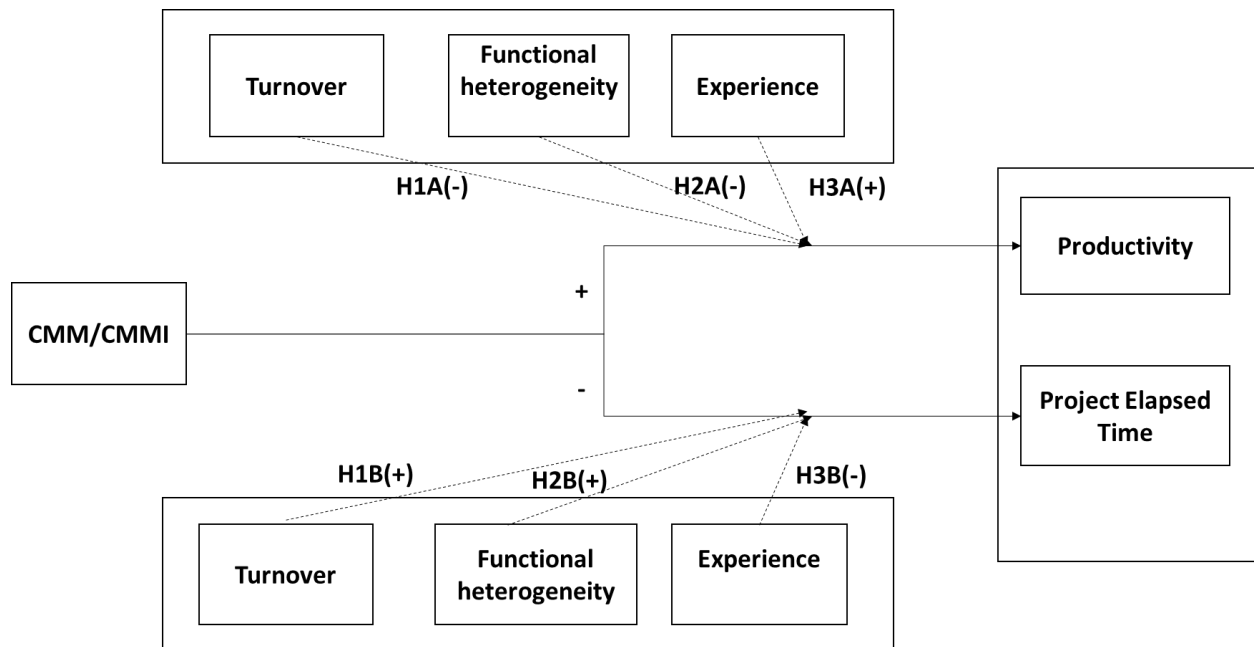 Turnover
Functional
heterogeneity
Experience
H1A(-)
H2A(-)
H3A(+)
Productivity
+
CMM/CMMI
-
Project Elapsed
Time
H1B(+)
H2B(+)
H3B(-)
Turnover
Functional
heterogeneity
Experience